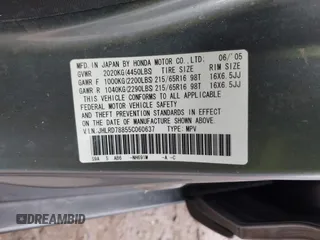 MFD. IN JAPAN BY HONDA MOTOR CO.,LTD. 06/'05
GVWR 2020KG(4450LBS) TIRE SIZE RIM SIZE
GAWR F 1000KG(2200LBS) 215/65R16 98T 16X6.5JJ
GAWR R 1040KG(2290LBS) 215/65R16 98T 16X6.5JJ
THIS VEHICLE CONFORMS TO ALL APPLICABLE
FEDERAL MOTOR VEHICLE SAFETY AND THEFT
PREVENTION STANDARDS IN EFFECT ON THE DATE
OF MANUFACTURE SHOWN ABOVE.
V.I.N.:JHLRD78855C060637 TYPE: MPV
-A -C
DREAMBID